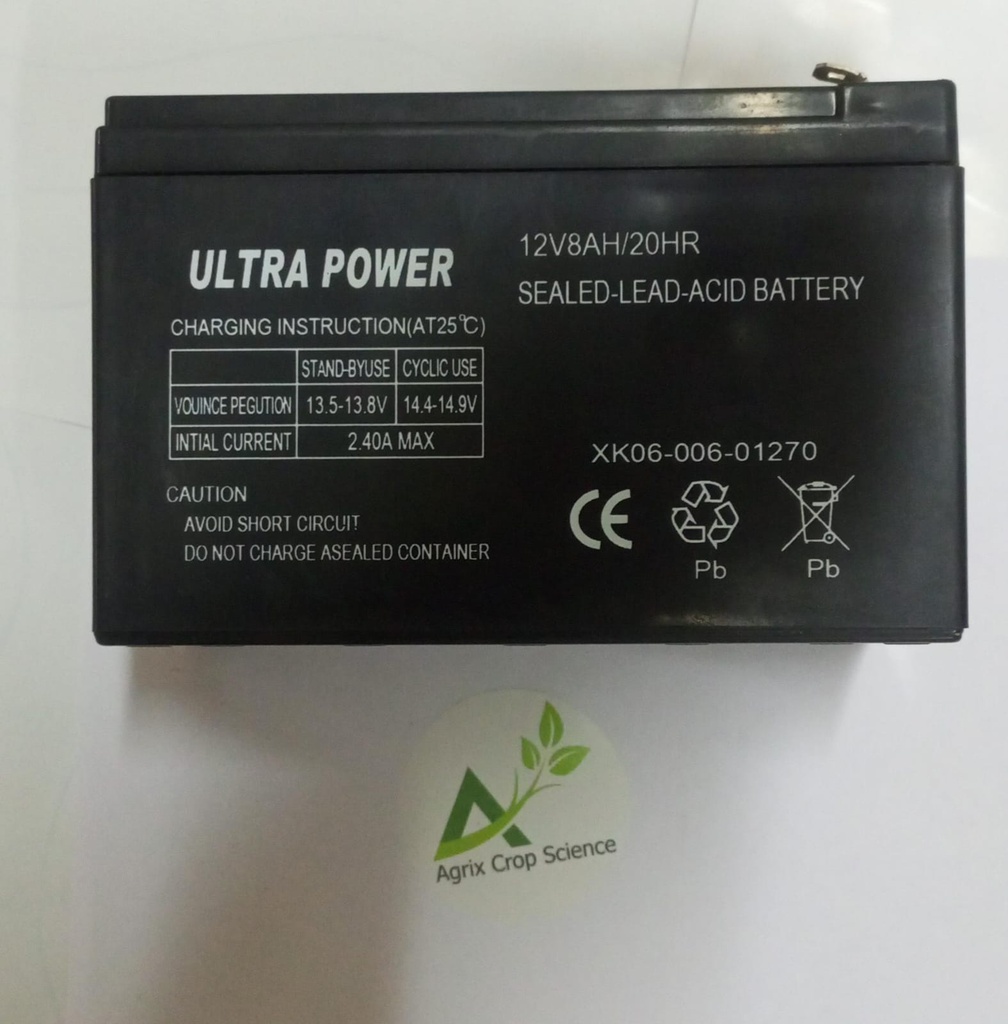 ULTRA POWER
CHARGING INSTRUCTION(AT25℃)
STAND-BYUSE CYCLIC USE
VOUINCE PEGUTION 13.5-13.8V 14.4-14.9V
INTIAL CURRENT 2.40A MAX
CAUTION
AVOID SHORT CIRCUIT
DO NOT CHARGE ASEALED CONTAINER
12V8AH/20HR
SEALED-LEAD-ACID BATTERY
XK06-006-01270
CE
Pb Pb
Agrix Crop Science